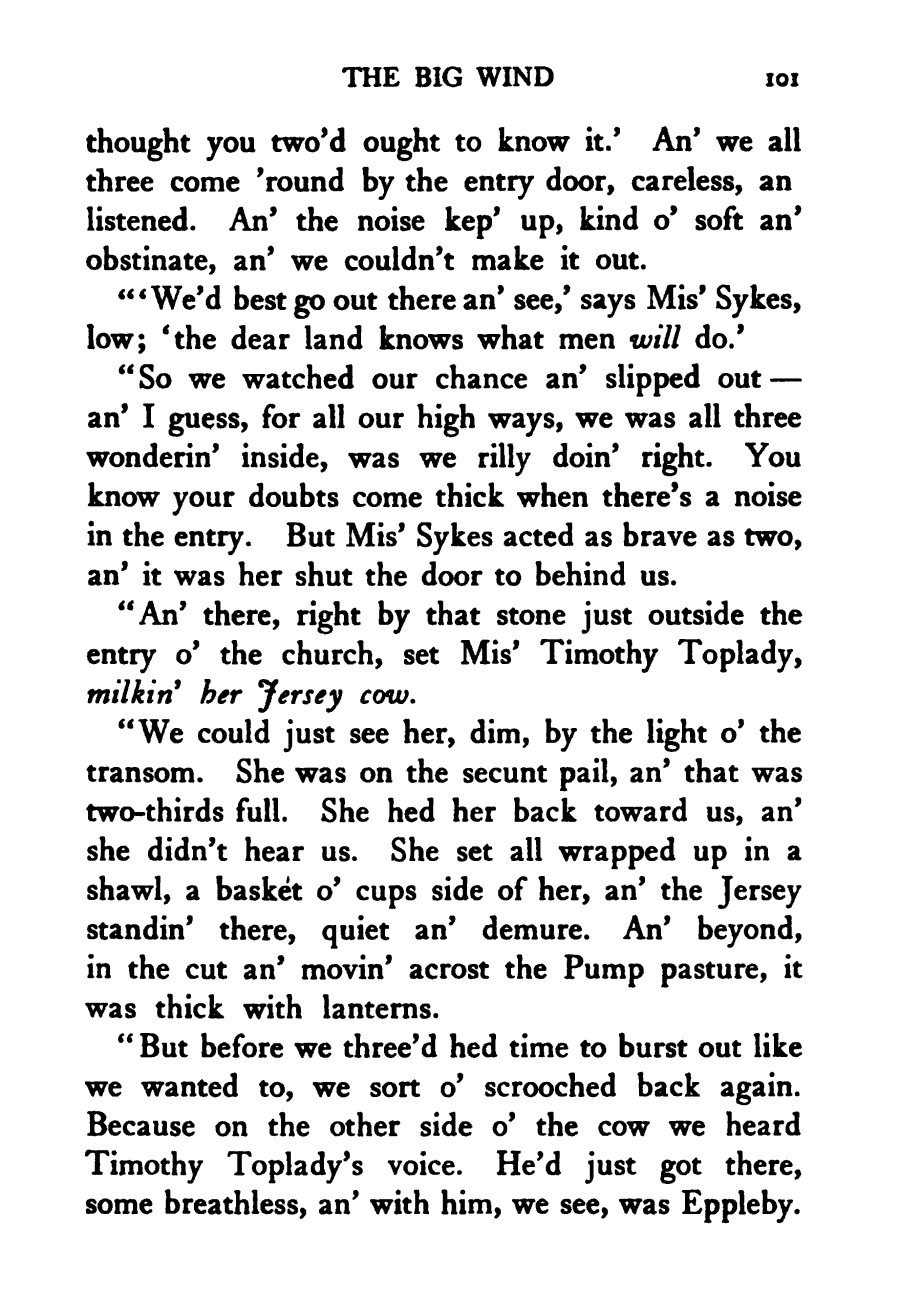 THE BIG WIND 101
thought you two'd ought to know it.' An' we all
three come 'round by the entry door, careless, an
listened. An' the noise kep' up, kind o' soft an'
obstinate, an' we couldn't make it out.
"'We'd best go out there an' see,' says Mis' Sykes,
low; 'the dear land knows what men will do.'
"So we watched our chance an' slipped out —
an' I guess, for all our high ways, we was all three
wonderin' inside, was we rilly doin' right. You
know your doubts come thick when there's a noise
in the entry. But Mis' Sykes acted as brave as two,
an' it was her shut the door to behind us.
"An' there, right by that stone just outside the
entry o' the church, set Mis' Timothy Toplady,
milkin' her Jersey cow.
"We could just see her, dim, by the light o' the
transom. She was on the secunt pail, an' that was
two-thirds full. She hed her back toward us, an'
she didn't hear us. She set all wrapped up in a
shawl, a basket o' cups side of her, an' the Jersey
standin' there, quiet an' demure. An' beyond,
in the cut an' movin' acrost the Pump pasture, it
was thick with lanterns.
"But before we three'd hed time to burst out like
we wanted to, we sort o' scrooched back again.
Because on the other side o' the cow we heard
Timothy Toplady's voice. He'd just got there,
some breathless, an' with him, we see, was Eppleby.